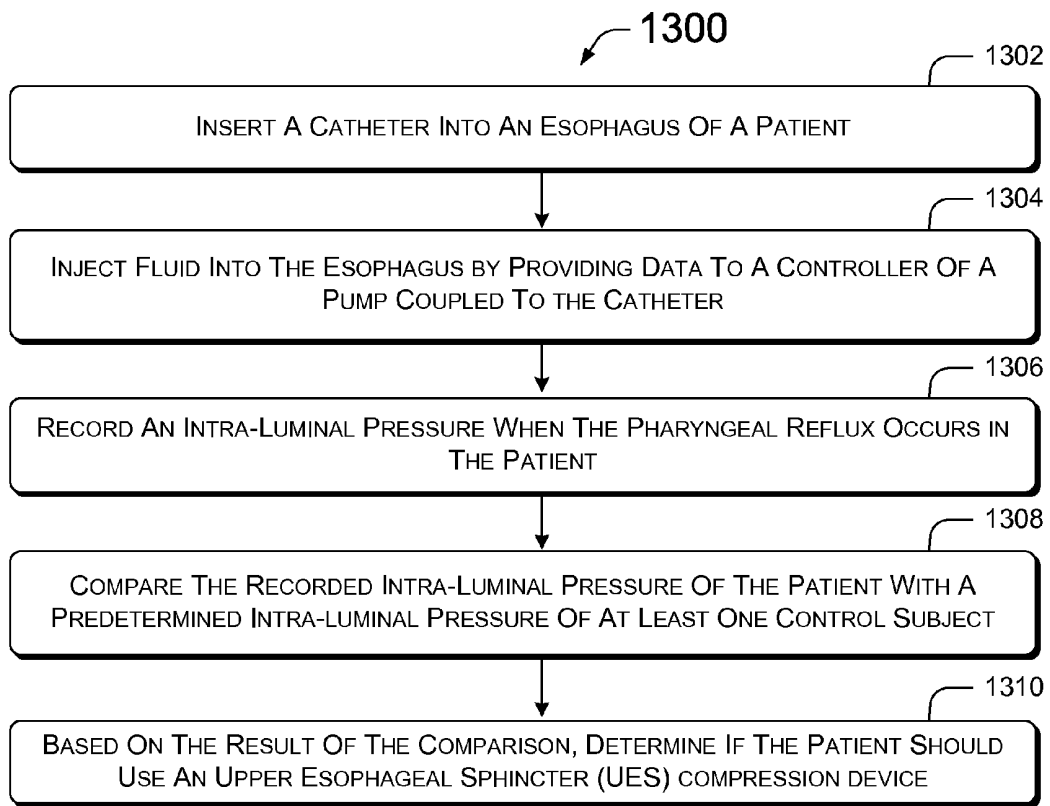 1300
1302
INSERT A CATHETER INTO AN ESOPHAGUS OF A PATIENT
1304
INJECT FLUID INTO THE ESOPHAGUS BY PROVIDING DATA TO A CONTROLLER OF A
PUMP COUPLED TO THE CATHETER
1306
RECORD AN INTRA-LUMINAL PRESSURE WHEN THE PHARYNGEAL REFLUX OCCURS IN
THE PATIENT
1308
COMPARE THE RECORDED INTRA-LUMINAL PRESSURE OF THE PATIENT WITH A
PREDETERMINED INTRA-LUMINAL PRESSURE OF AT LEAST ONE CONTROL SUBJECT
1310
BASED ON THE RESULT OF THE COMPARISON, DETERMINE IF THE PATIENT SHOULD
USE AN UPPER ESOPHAGEAL SPHINCTER (UES) COMPRESSION DEVICE